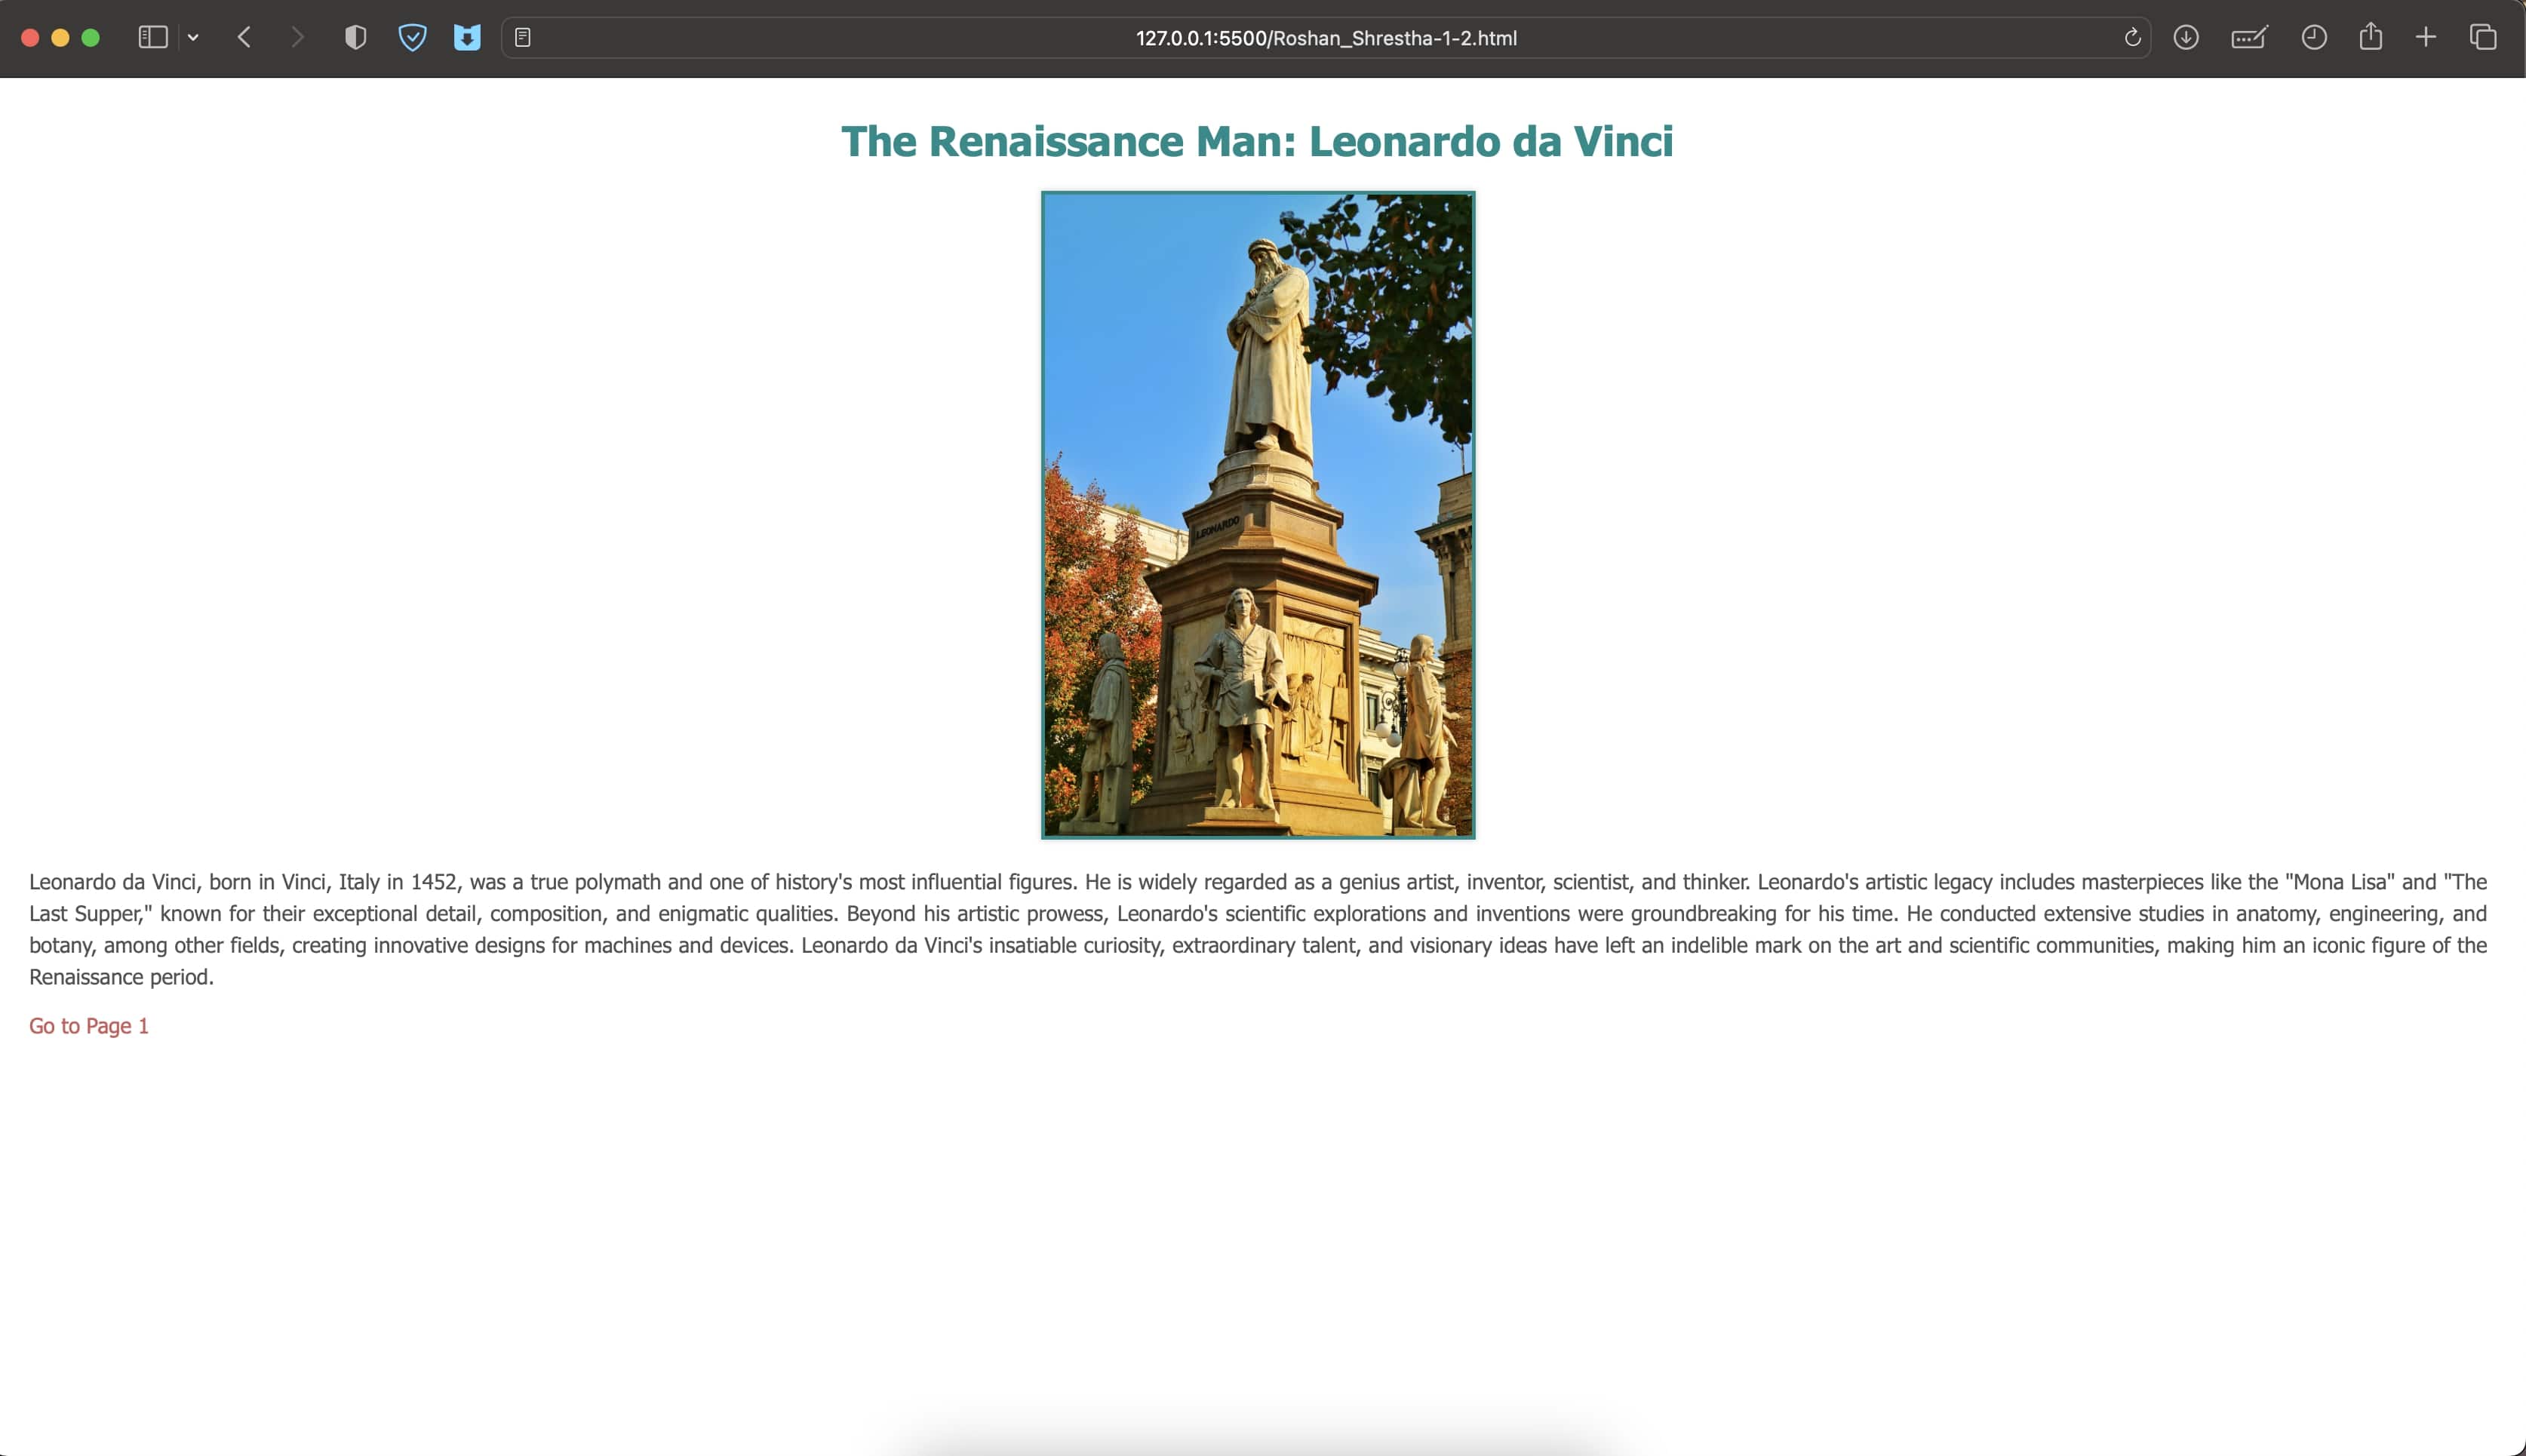 127.0.0.1:5500/Roshan_Shrestha-1-2.html
The Renaissance Man: Leonardo da Vinci
LEONARDO
Leonardo da Vinci, born in Vinci, Italy in 1452, was a true polymath and one of history's most influential figures. He is widely regarded as a genius artist, inventor, scientist, and thinker. Leonardo's artistic legacy includes masterpieces like the "Mona Lisa" and "The
Last Supper," known for their exceptional detail, composition, and enigmatic qualities. Beyond his artistic prowess, Leonardo's scientific explorations and inventions were groundbreaking for his time. He conducted extensive studies in anatomy, engineering, and
botany, among other fields, creating innovative designs for machines and devices. Leonardo da Vinci's insatiable curiosity, extraordinary talent, and visionary ideas have left an indelible mark on the art and scientific communities, making him an iconic figure of the
Renaissance period.
Go to Page 1